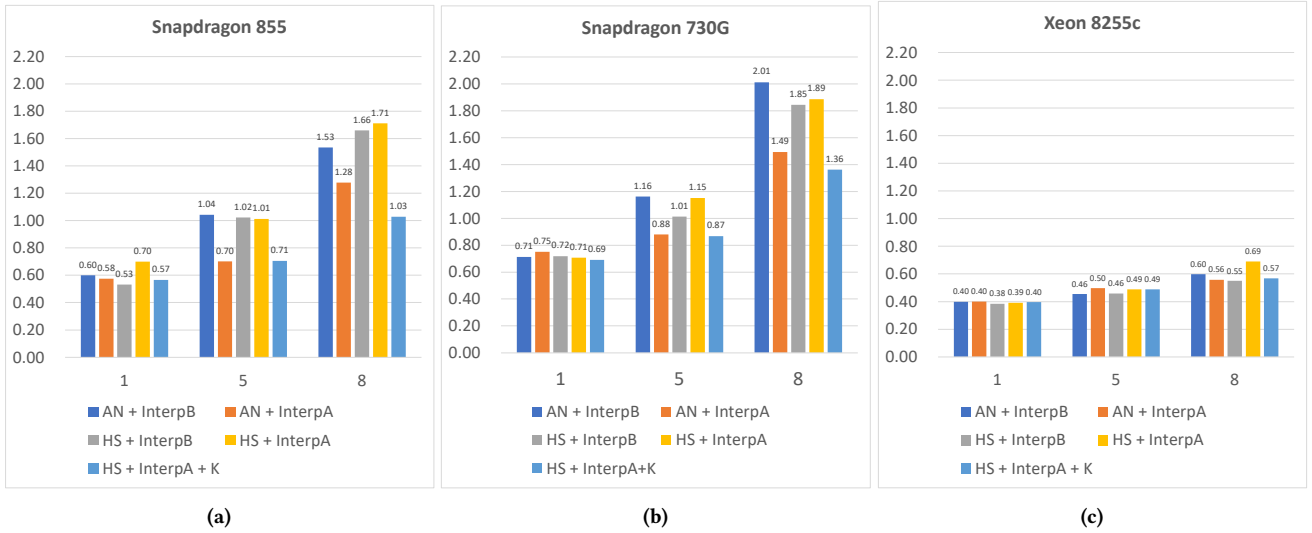 Snapdragon 855
2.20
2.00
1.80
1.60
1.40
1.20
1.00
0.80
0.60
0.40
0.20
0.00
0.60 0.58 0.53 0.70 0.57
1.04 0.70 1.02 1.01 0.71
1.53 1.28 1.66 1.71 1.03
1 5 8
AN + InterpB AN + InterpA
HS + InterpB HS + InterpA
HS + InterpA + K
(a)
Snapdragon 730G
2.20
2.00
1.80
1.60
1.40
1.20
1.00
0.80
0.60
0.40
0.20
0.00
0.71 0.75 0.72 0.71 0.69
1.16 0.88 1.01 1.15 0.87
2.01 1.49 1.85 1.89 1.36
1 5 8
AN + InterpB AN + InterpA
HS + InterpB HS + InterpA
HS + InterpA+K
(b)
Xeon 8255c
2.20
2.00
1.80
1.60
1.40
1.20
1.00
0.80
0.60
0.40
0.20
0.00
0.40 0.40 0.38 0.39 0.40
0.46 0.50 0.46 0.49 0.49
0.60 0.56 0.55 0.69 0.57
1 5 8
AN + InterpB AN + InterpA
HS + InterpB HS + InterpA
HS + InterpA + K
(c)